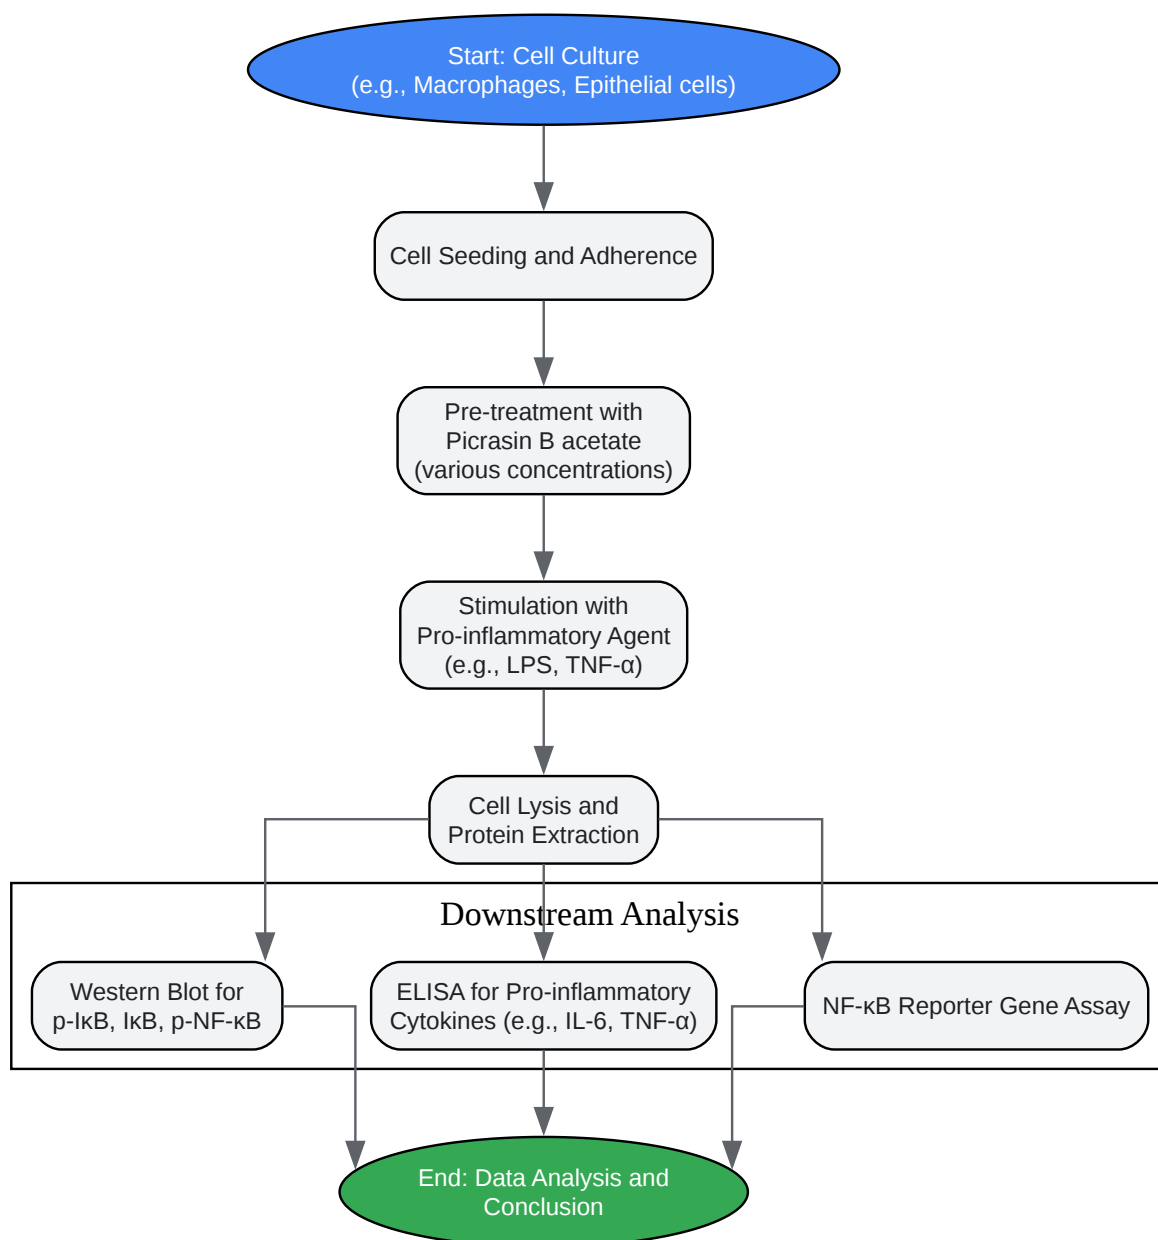 Start: Cell Culture
(e.g., Macrophages, Epithelial cells)
Cell Seeding and Adherence
Pre-treatment with
Picrasin B acetate
(various concentrations)
Stimulation with
Pro-inflammatory Agent
(e.g., LPS, TNF-α)
Cell Lysis and
Protein Extraction
Downstream Analysis
Western Blot for
p-IκB, IκB, p-NF-κB
ELISA for Pro-inflammatory
Cytokines (e.g., IL-6, TNF-α)
NF-κB Reporter Gene Assay
End: Data Analysis and
Conclusion